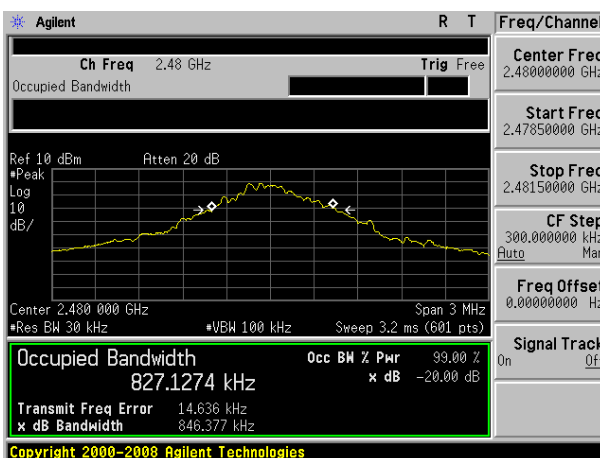 Agilent R T Freq/Channel
Ch Freq 2.48 GHz Trig Free
Occupied Bandwidth
Center Freq
2.48000000 GHz
Start Freq
2.47850000 GHz
Stop Freq
2.48150000 GHz
CF Step
300.000000 kHz
Auto Man
Freq Offset
0.00000000 Hz
Signal Track
On Off
Ref 10 dBm Atten 20 dB
#Peak
Log
10
dB/
Center 2.480 000 GHz Span 3 MHz
#Res BW 30 kHz #VBW 100 kHz Sweep 3.2 ms (601 pts)
Occupied Bandwidth Occ BW % Pwr 99.00 %
827.1274 kHz x dB -20.00 dB
Transmit Freq Error 14.636 kHz
x dB Bandwidth 846.377 kHz
Copyright 2000-2008 Agilent Technologies